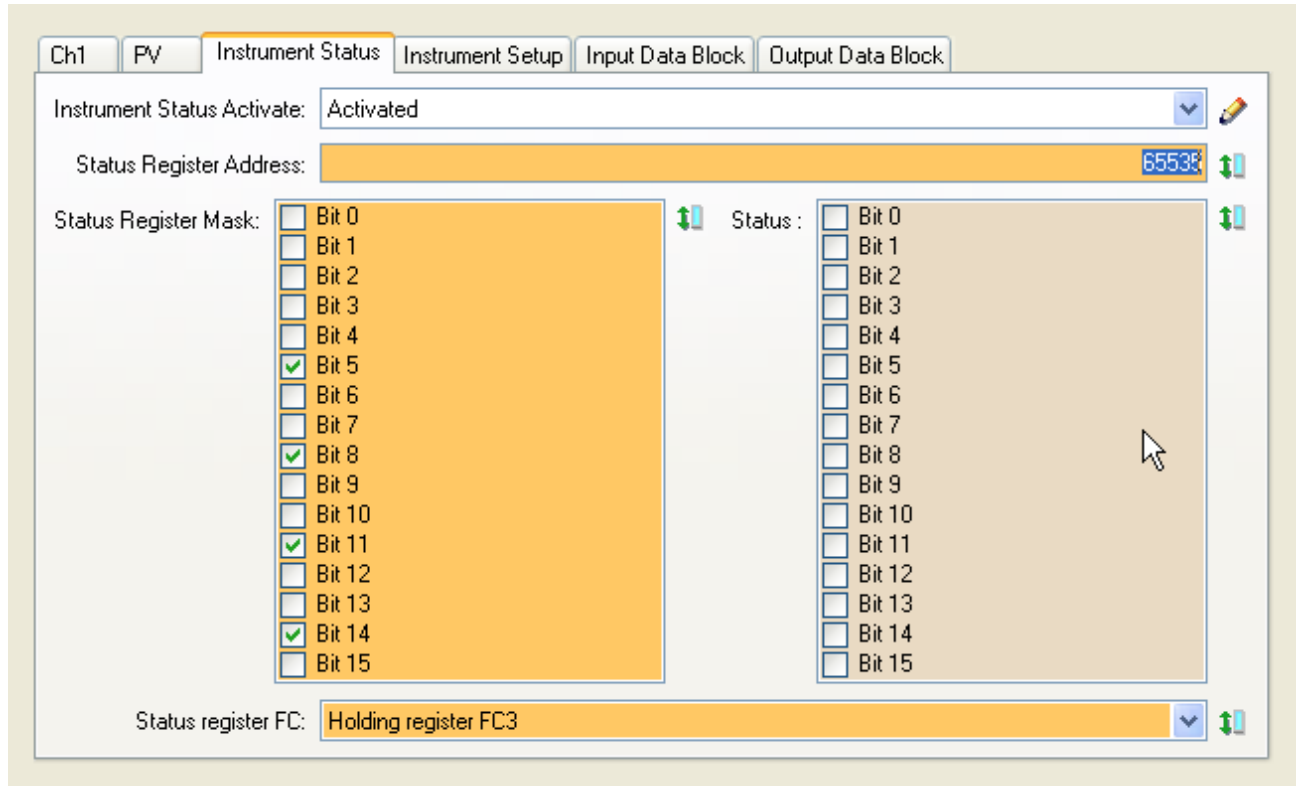 Ch1 PV Instrument Status Instrument Setup Input Data Block Output Data Block
Instrument Status Activate: Activated
Status Register Address: 65535
Status Register Mask: Bit 0 Status : Bit 0
Bit 1 Bit 1
Bit 2 Bit 2
Bit 3 Bit 3
Bit 4 Bit 4
Bit 5 Bit 5
Bit 6 Bit 6
Bit 7 Bit 7
Bit 8 Bit 8
Bit 9 Bit 9
Bit 10 Bit 10
Bit 11 Bit 11
Bit 12 Bit 12
Bit 13 Bit 13
Bit 14 Bit 14
Bit 15 Bit 15
Status register FC: Holding register FC3